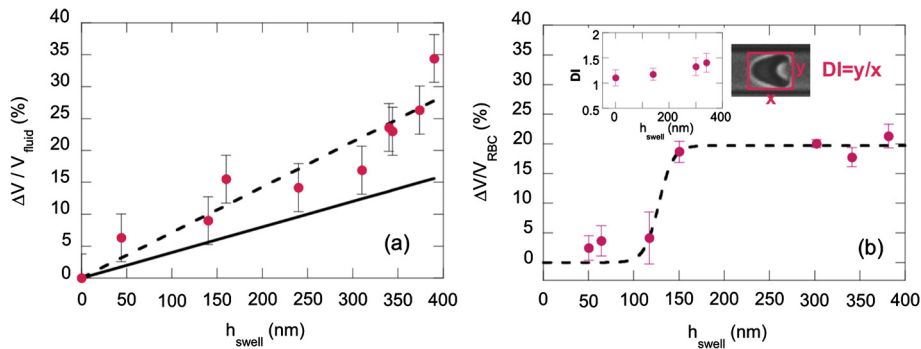 40
35
30
25
20
15
10
5
0
ΔV / V_fluid (%)
0 50 100 150 200 250 300 350 400
h_swell (nm)
(a)
40
35
30
25
20
15
10
5
0
ΔV/V_RBC (%)
0 50 100 150 200 250 300 350 400
h_swell (nm)
(b)
2
1.5
1
0.5
DI
0 200 400
h_swell (nm)
y
x
DI=y/x